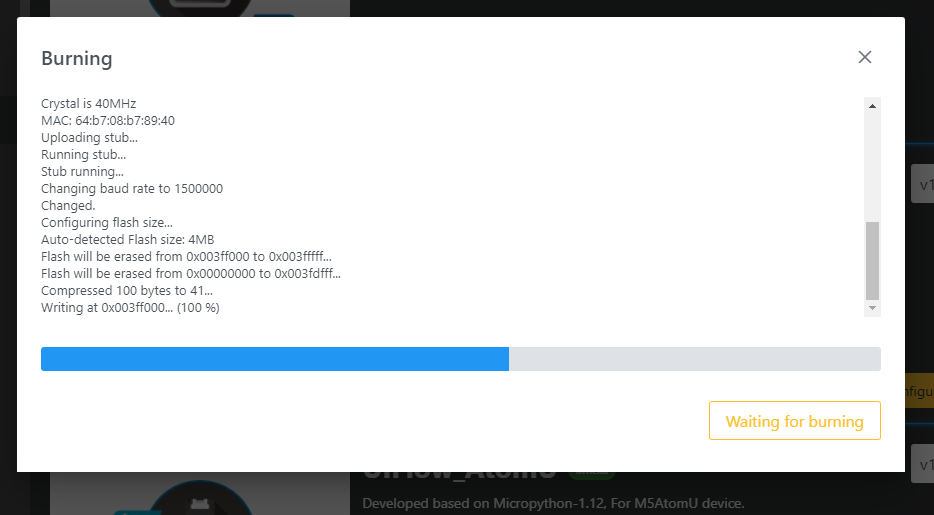 Burning
Crystal is 40MHz
MAC: 64:b7:08:b7:89:40
Uploading stub...
Running stub...
Stub running...
Changing baud rate to 1500000
Changed.
Configuring flash size...
Auto-detected Flash size: 4MB
Flash will be erased from 0x003ff000 to 0x003fffff...
Flash will be erased from 0x00000000 to 0x003fdfff...
Compressed 100 bytes to 41...
Writing at 0x003ff000... (100 %)
v1
nfigu
Waiting for burning
v1
UIFlow_AtomU
Developed based on Micropython-1.12, For M5AtomU device.